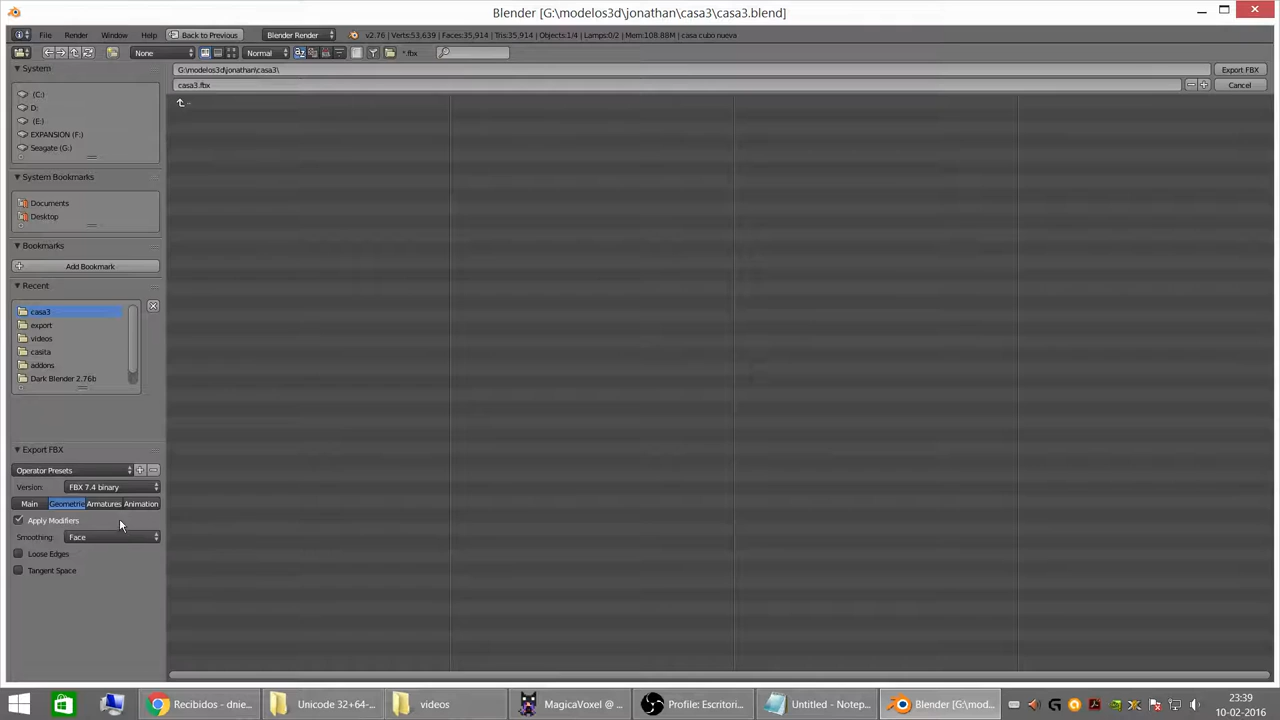 Blender [G:\modelos3d\jonathan\casa3\casa3.blend]
File Render Window Help Back to Previous Blender Render v2.76 | Verts:53,639 | Faces:35,914 | Tris:35,914 | Objects:1/4 | Lamps:0/2 | Mem:108.88M | casa cubo nueva
None Normal *.fbx
System
G:\modelos3d\jonathan\casa3\ Export FBX
casa3.fbx Cancel
(C:) ..
D:
(E:)
EXPANSION (F:)
Seagate (G:)
System Bookmarks
Documents
Desktop
Bookmarks
Add Bookmark
Recent
casa3
export
videos
casita
addons
Dark Blender 2.76b
Export FBX
Operator Presets
Version: FBX 7.4 binary
Main Geometrie Armatures Animation
Apply Modifiers
Smoothing: Face
Loose Edges
Tangent Space
Recibidos - dnie... Unicode 32+64-... videos MagicaVoxel @ ... Profile: Escritori... Untitled - Notep... Blender [G:\mod...
23:39
10-02-2016